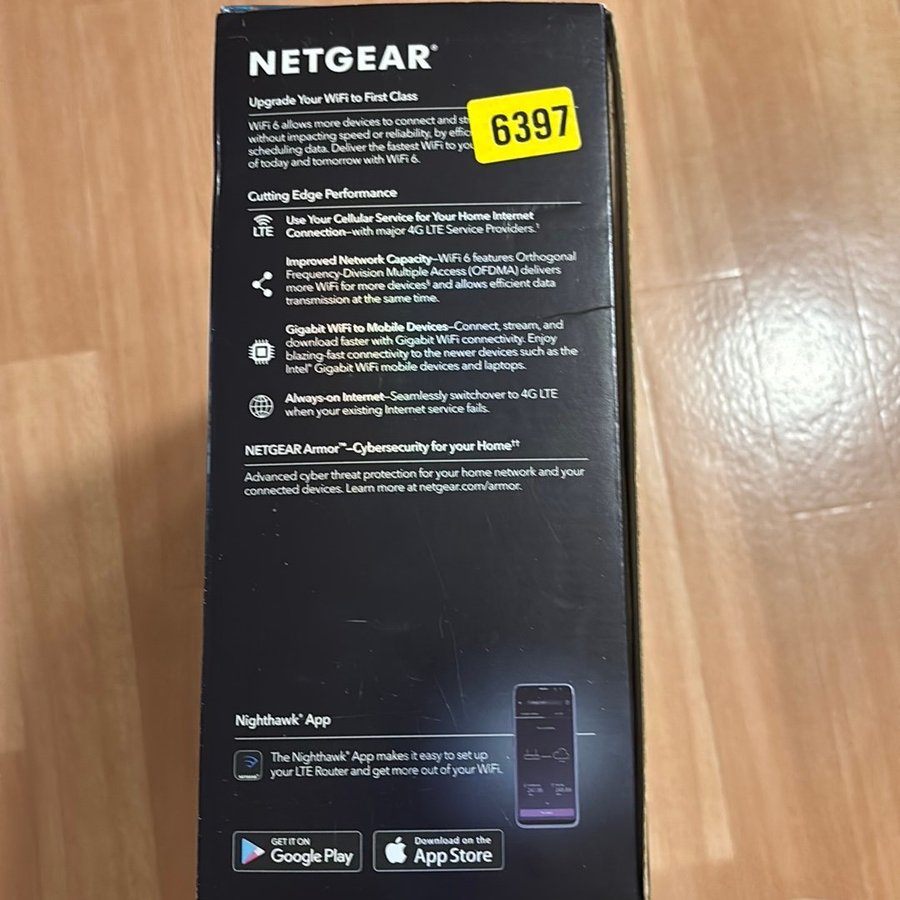 NETGEAR®
Upgrade Your WiFi to First Class
WiFi 6 allows more devices to connect and
without impacting speed or reliability, by
scheduling data. Deliver the fastest WiFi to
of today and tomorrow with WiFi 6.
6397
Cutting Edge Performance
LTE
Use Your Cellular Service for Your Home Internet
Connection–with major 4G LTE Service Providers.†
Improved Network Capacity–WiFi 6 features Orthogonal
Frequency-Division Multiple Access (OFDMA) delivers
more WiFi for more devices§ and allows efficient data
transmission at the same time.
Gigabit WiFi to Mobile Devices–Connect, stream, and
download faster with Gigabit WiFi connectivity. Enjoy
blazing-fast connectivity to the newer devices such as the
Intel® Gigabit WiFi mobile devices and laptops.
Always-on Internet–Seamlessly switchover to 4G LTE
when your existing Internet service fails.
NETGEAR Armor™–Cybersecurity for your Home††
Advanced cyber threat protection for your home network and your
connected devices. Learn more at netgear.com/armor.
Nighthawk® App
The Nighthawk® App makes it easy to set up
your LTE Router and get more out of your WiFi.
GET IT ON
Google Play
Download on the
App Store